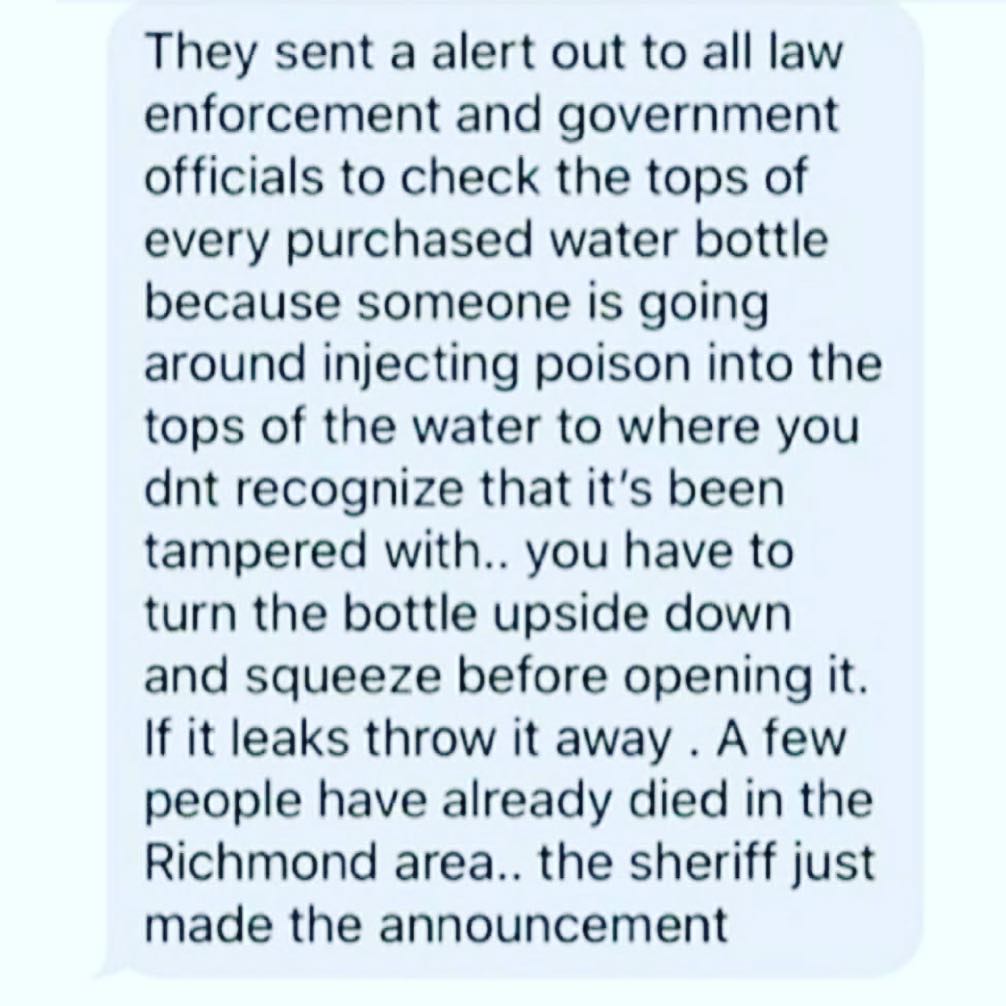 They sent a alert out to all law
enforcement and government
officials to check the tops of
every purchased water bottle
because someone is going
around injecting poison into the
tops of the water to where you
dnt recognize that it's been
tampered with.. you have to
turn the bottle upside down
and squeeze before opening it.
If it leaks throw it away . A few
people have already died in the
Richmond area.. the sheriff just
made the announcement